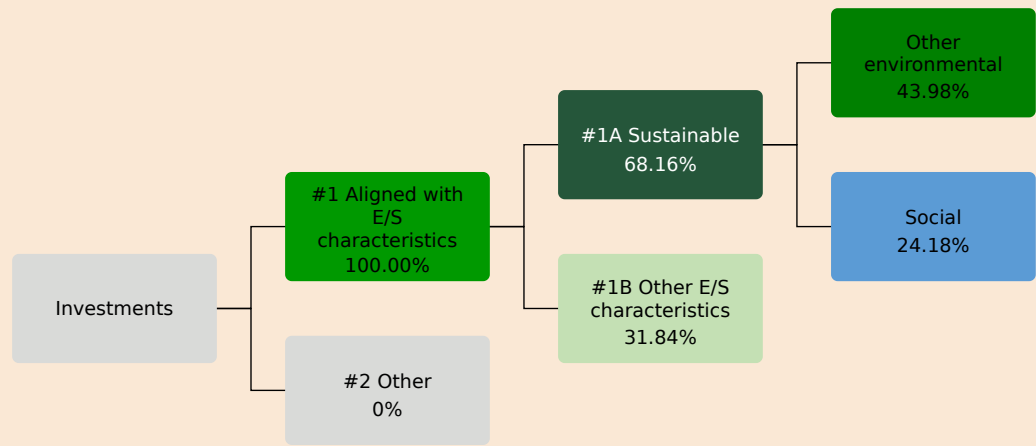 Investments
#1 Aligned with
E/S
characteristics
100.00%
#2 Other
0%
#1A Sustainable
68.16%
#1B Other E/S
characteristics
31.84%
Other
environmental
43.98%
Social
24.18%